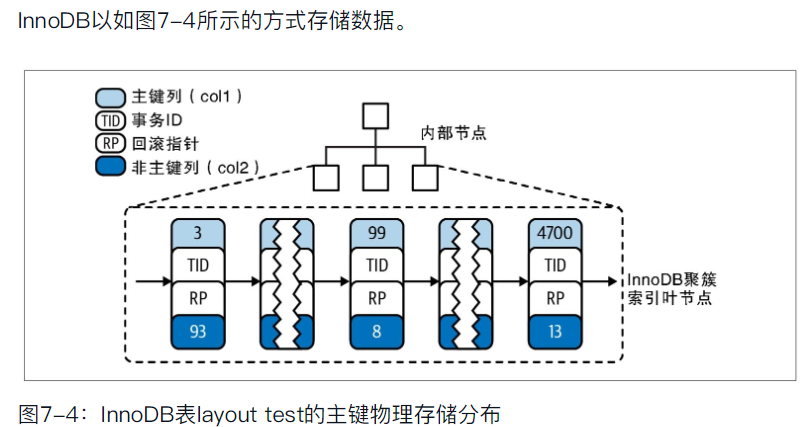 InnoDB以如图7-4所示的方式存储数据。
主键列（col1）
TID 事务ID
RP 回滚指针
非主键列（col2）
内部节点
3 99 4700
TID TID TID
RP RP RP
93 8 13
InnoDB聚簇
索引叶节点
图7-4：InnoDB表layout test的主键物理存储分布